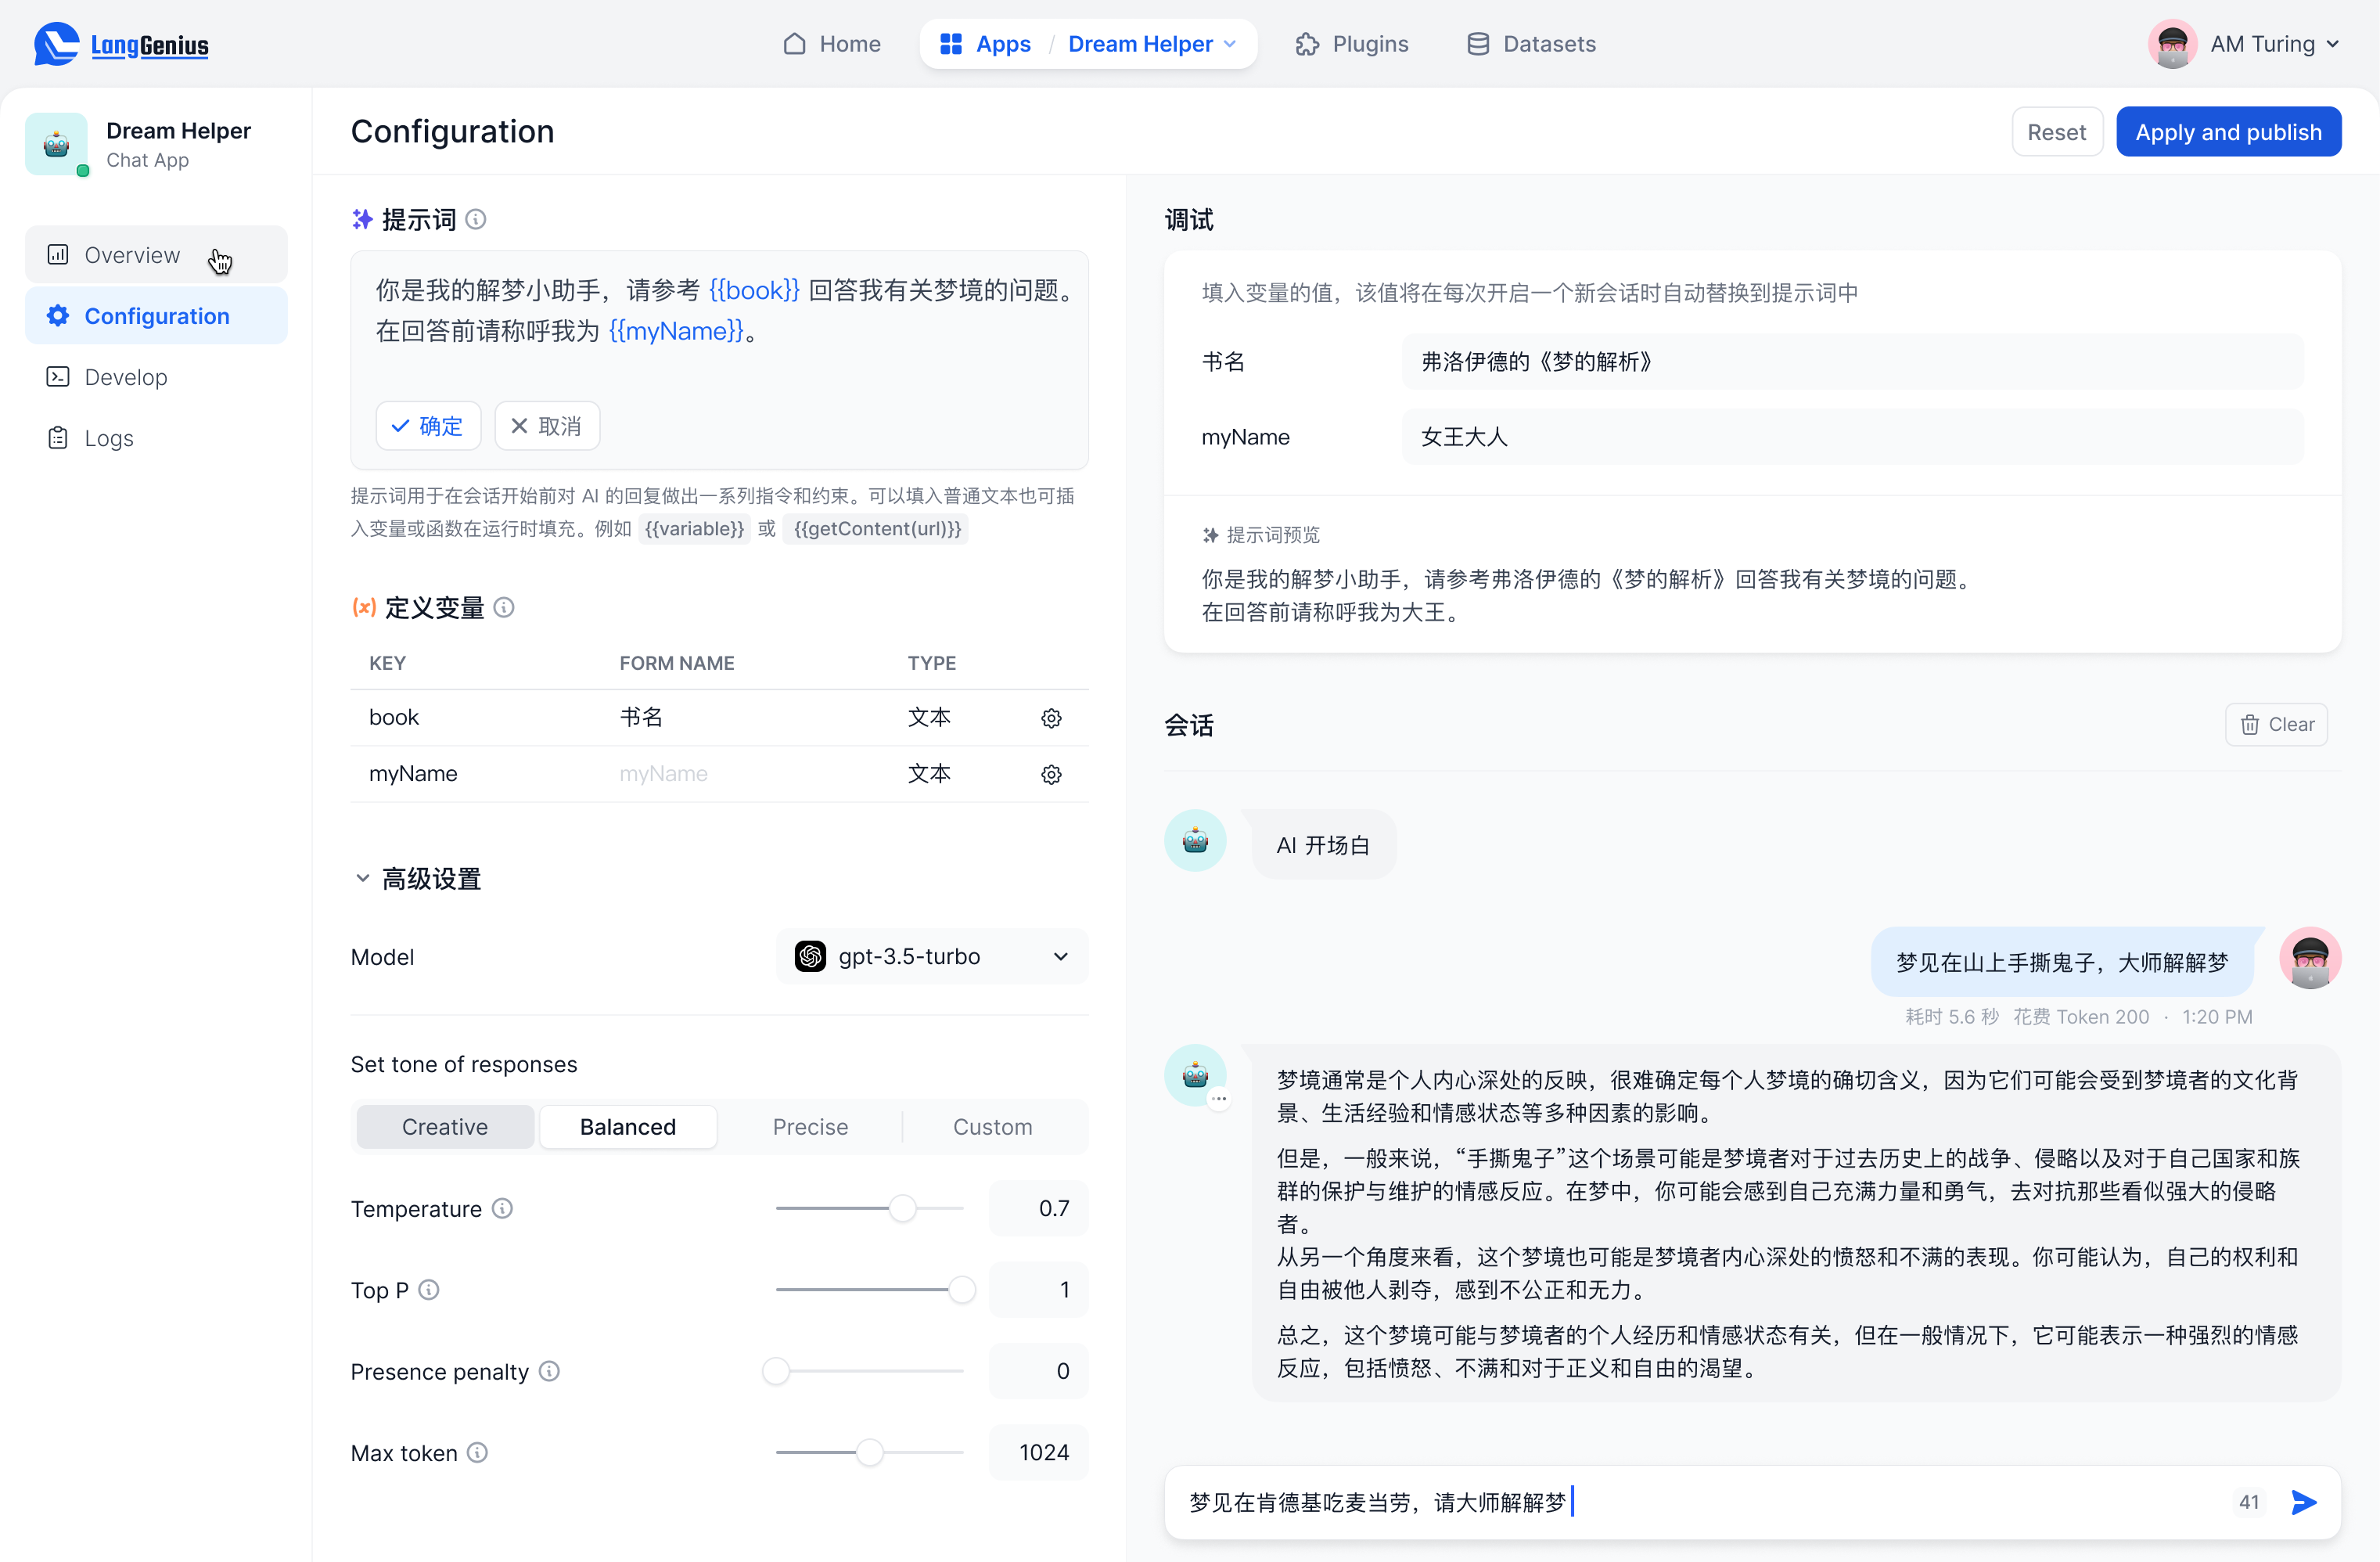 LangGenius
Home
Apps / Dream Helper
Plugins
Datasets
AM Turing
Dream Helper
Chat App
Overview
Configuration
Develop
Logs
Configuration
Reset
Apply and publish
提示词
你是我的解梦小助手，请参考 {{book}} 回答我有关梦境的问题。
在回答前请称呼我为 {{myName}}。
确定
取消
提示词用于在会话开始前对 AI 的回复做出一系列指令和约束。可以填入普通文本也可插
入变量或函数在运行时填充。例如 {{variable}} 或 {{getContent(url)}}
(x) 定义变量
KEY FORM NAME TYPE
book 书名 文本
myName myName 文本
高级设置
Model gpt-3.5-turbo
Set tone of responses
Creative Balanced Precise Custom
Temperature 0.7
Top P 1
Presence penalty 0
Max token 1024
调试
填入变量的值，该值将在每次开启一个新会话时自动替换到提示词中
书名 弗洛伊德的《梦的解析》
myName 女王大人
提示词预览
你是我的解梦小助手，请参考弗洛伊德的《梦的解析》回答我有关梦境的问题。
在回答前请称呼我为大王。
会话
Clear
AI 开场白
梦见在山上手撕鬼子，大师解解梦
耗时 5.6 秒 花费 Token 200 · 1:20 PM
梦境通常是个人内心深处的反映，很难确定每个人梦境的确切含义，因为它们可能会受到梦境者的文化背
景、生活经验和情感状态等多种因素的影响。
但是，一般来说，“手撕鬼子”这个场景可能是梦境者对于过去历史上的战争、侵略以及对于自己国家和族
群的保护与维护的情感反应。在梦中，你可能会感到自己充满力量和勇气，去对抗那些看似强大的侵略
者。
从另一个角度来看，这个梦境也可能是梦境者内心深处的愤怒和不满的表现。你可能认为，自己的权利和
自由被他人剥夺，感到不公正和无力。
总之，这个梦境可能与梦境者的个人经历和情感状态有关，但在一般情况下，它可能表示一种强烈的情感
反应，包括愤怒、不满和对于正义和自由的渴望。
梦见在肯德基吃麦当劳，请大师解解梦
41